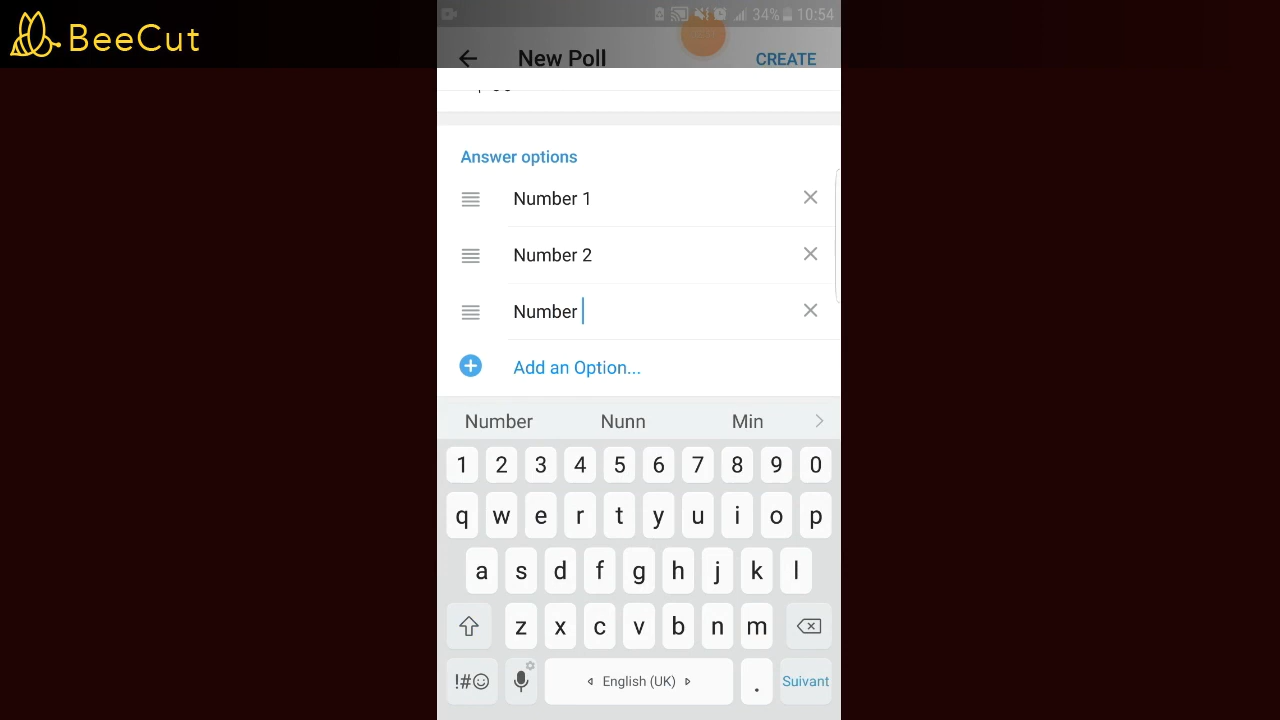 BeeCut
34% 10:54
New Poll CREATE
Answer options
Number 1
Number 2
Number
Add an Option...
Number Nunn Min
1 2 3 4 5 6 7 8 9 0
q w e r t y u i o p
a s d f g h j k l
z x c v b n m
!#☺ English (UK) . Suivant